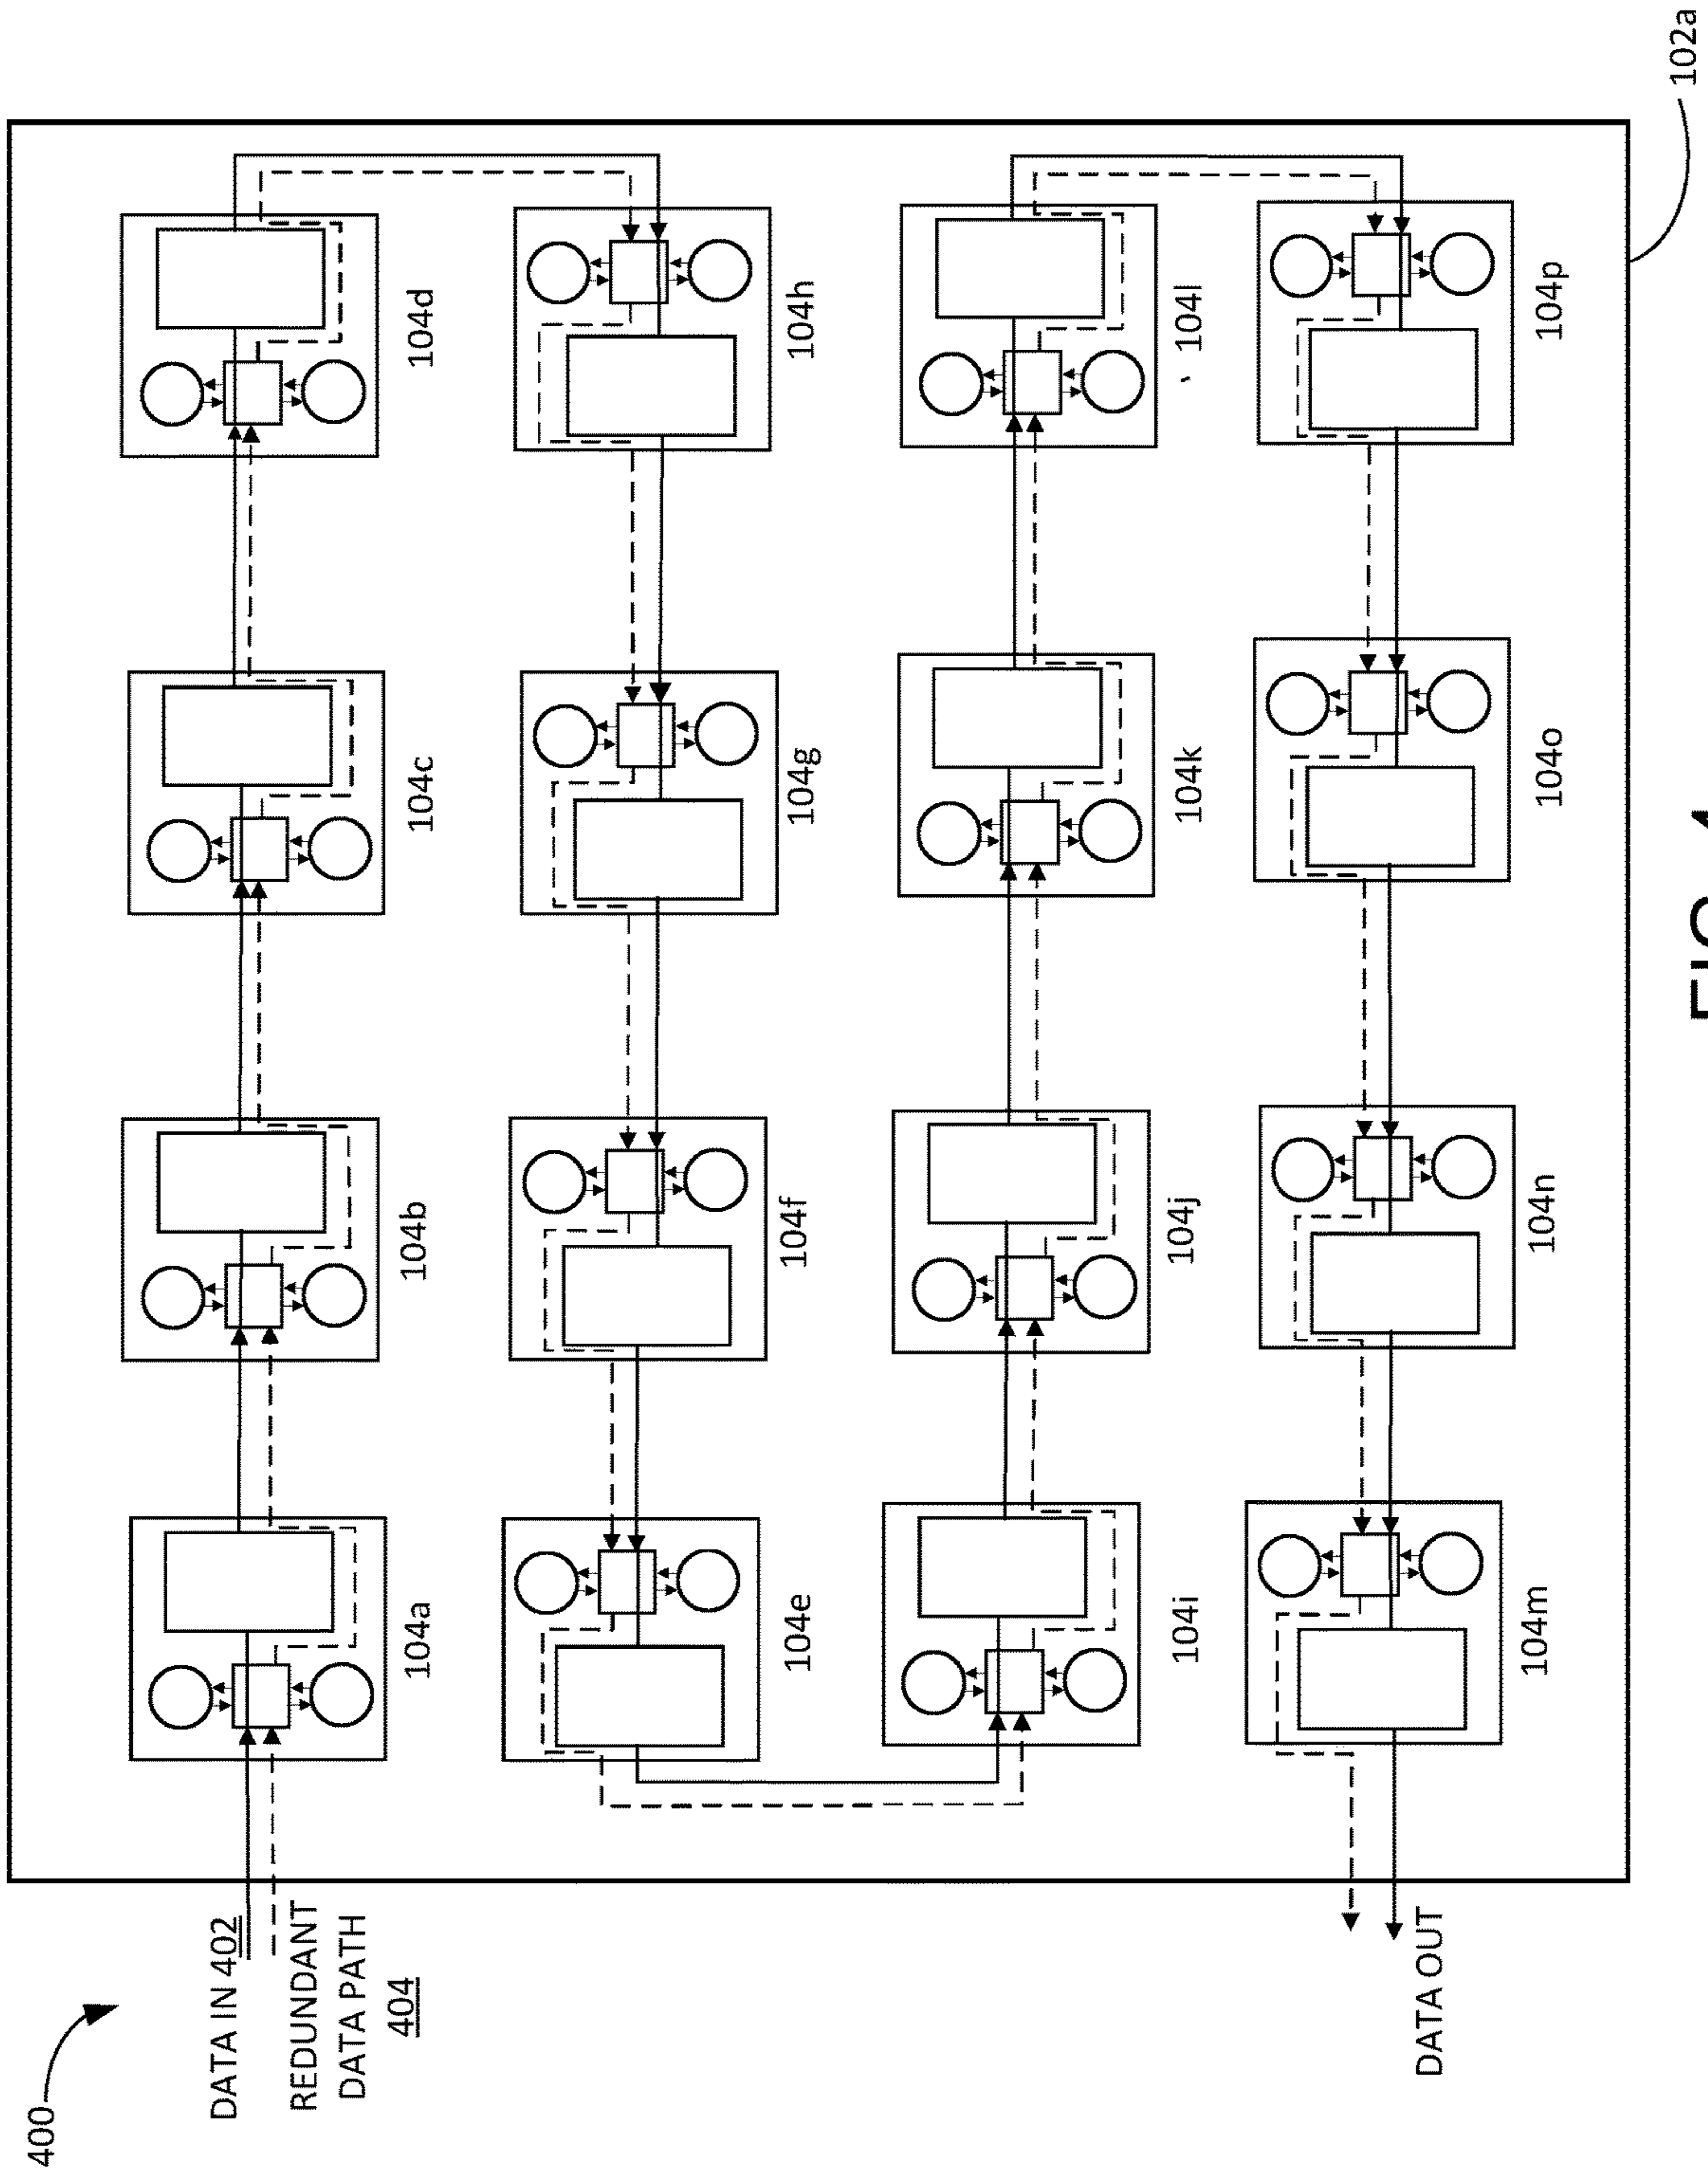 400
DATA IN 402
REDUNDANT
DATA PATH
404
104a 104b 104c 104d
104e 104f 104g 104h
104i 104j 104k 104l
DATA OUT
104m 104n 104o 104p
102a